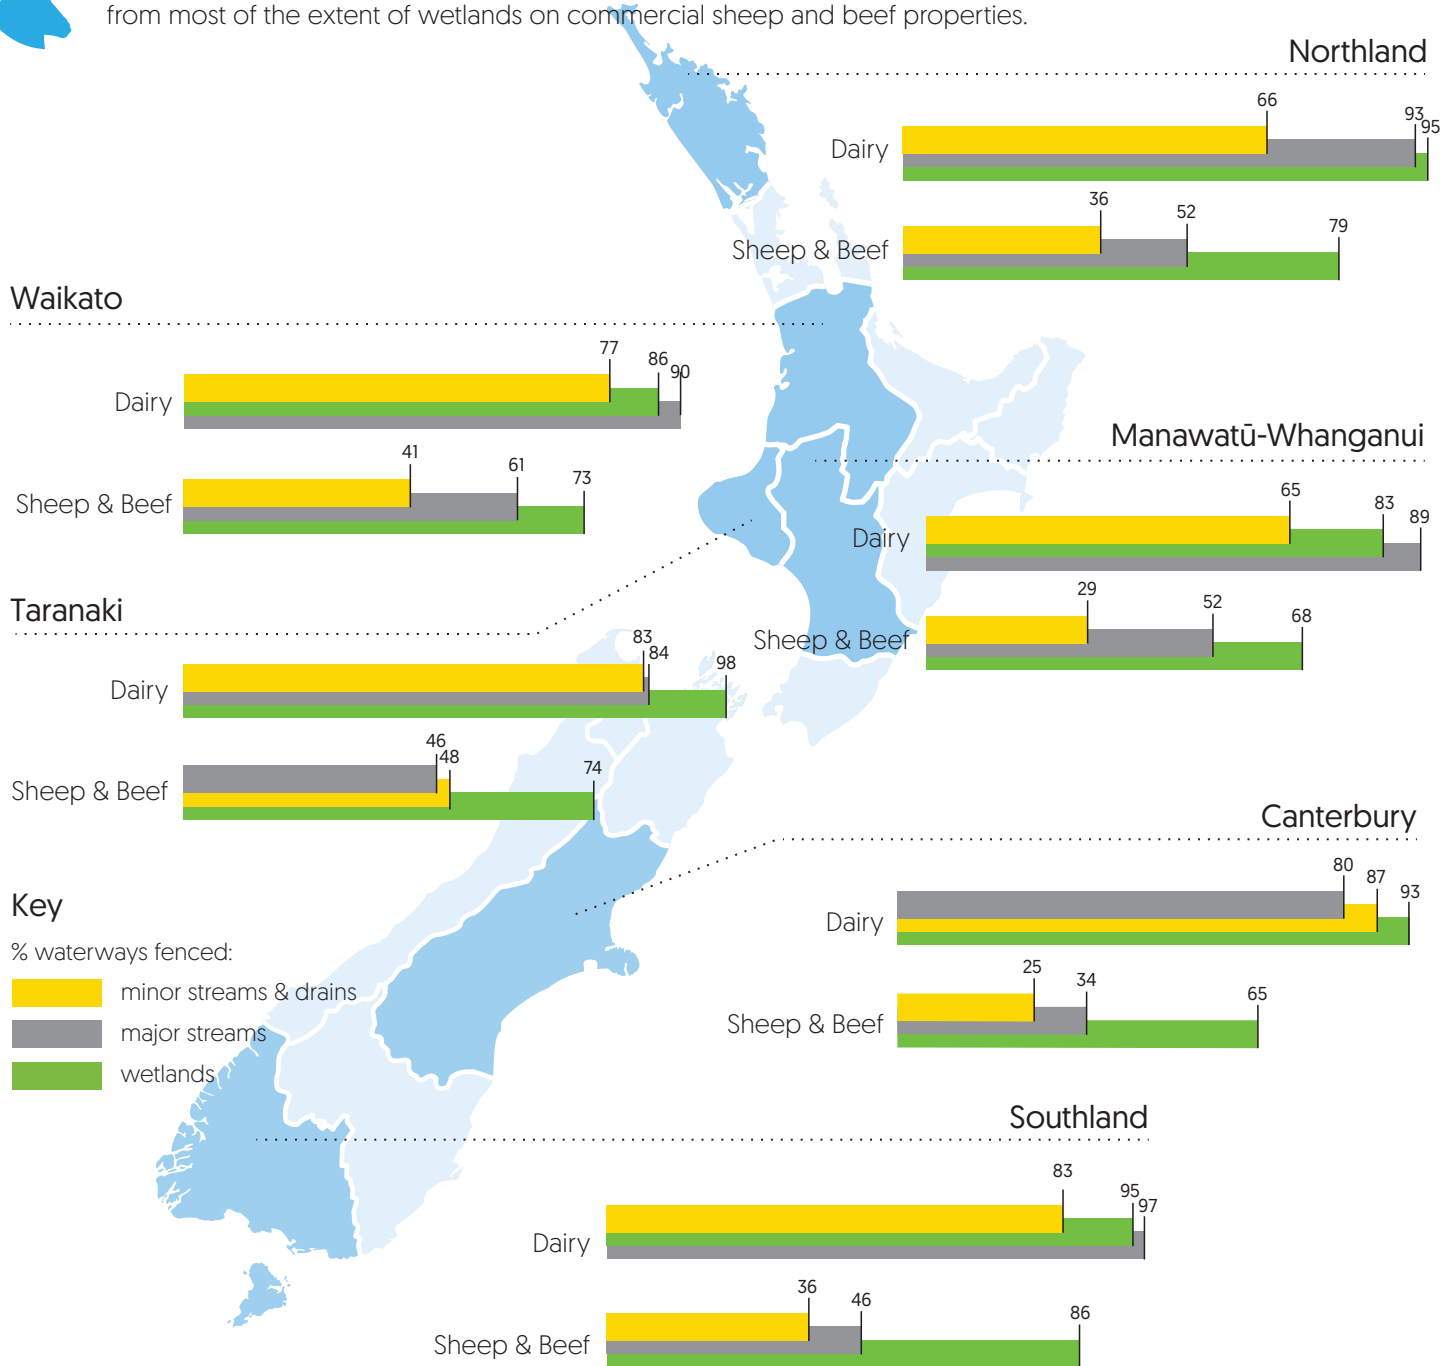 from most of the extent of wetlands on commercial sheep and beef properties.
Northland
Dairy
66
93
95
Sheep & Beef
36
52
79
Waikato
Dairy
77
86
90
Sheep & Beef
41
61
73
Manawatū-Whanganui
Dairy
65
83
89
Sheep & Beef
29
52
68
Taranaki
Dairy
83
84
98
Sheep & Beef
46
48
74
Canterbury
Dairy
80
87
93
Sheep & Beef
25
34
65
Key
% waterways fenced:
minor streams & drains
major streams
wetlands
Southland
Dairy
83
95
97
Sheep & Beef
36
46
86